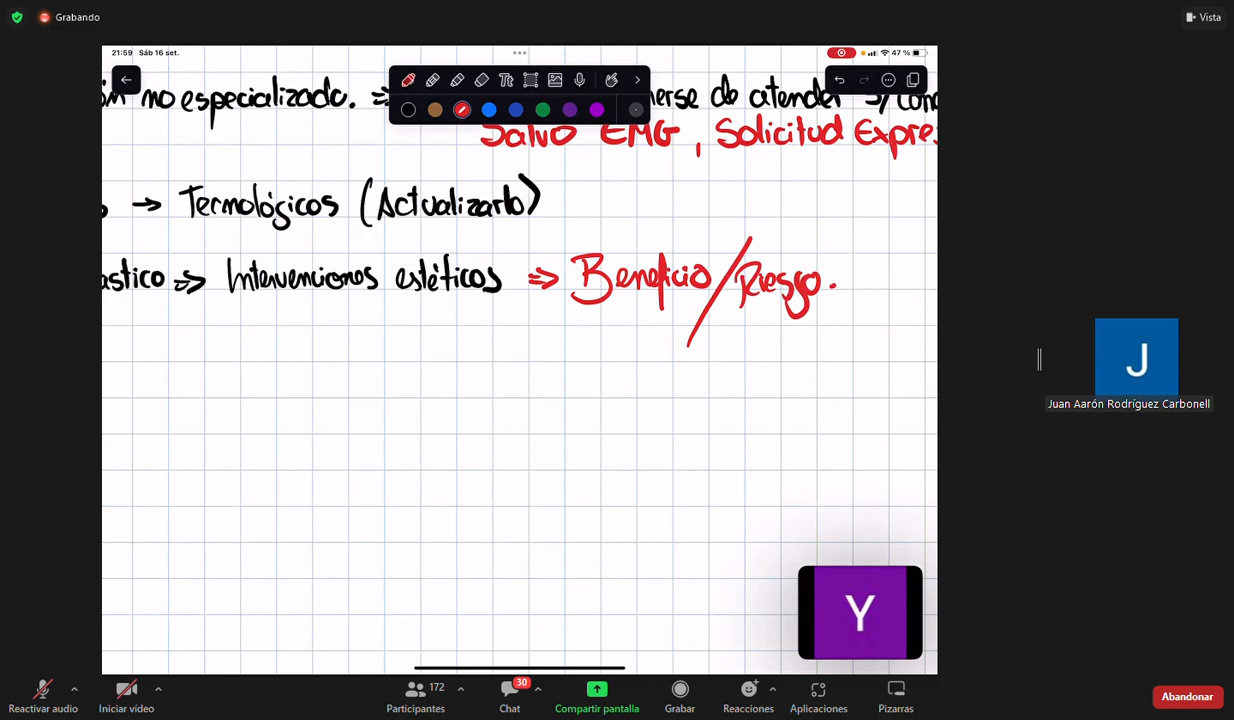 Grabando
Vista
21:59 Sáb 16 set.
47 %
no especializado. => erse de atender =>
Salvo EMG, Solicitud Expre
→ Tecnológicos (Actualizarlo)
astico => Intervenciones estéticos => Beneficio/Riesgo.
J
Juan Aarón Rodríguez Carbonell
Y
Reactivar audio
Iniciar vídeo
172
Participantes
30
Chat
Compartir pantalla
Grabar
Reacciones
Aplicaciones
Pizarras
Abandonar